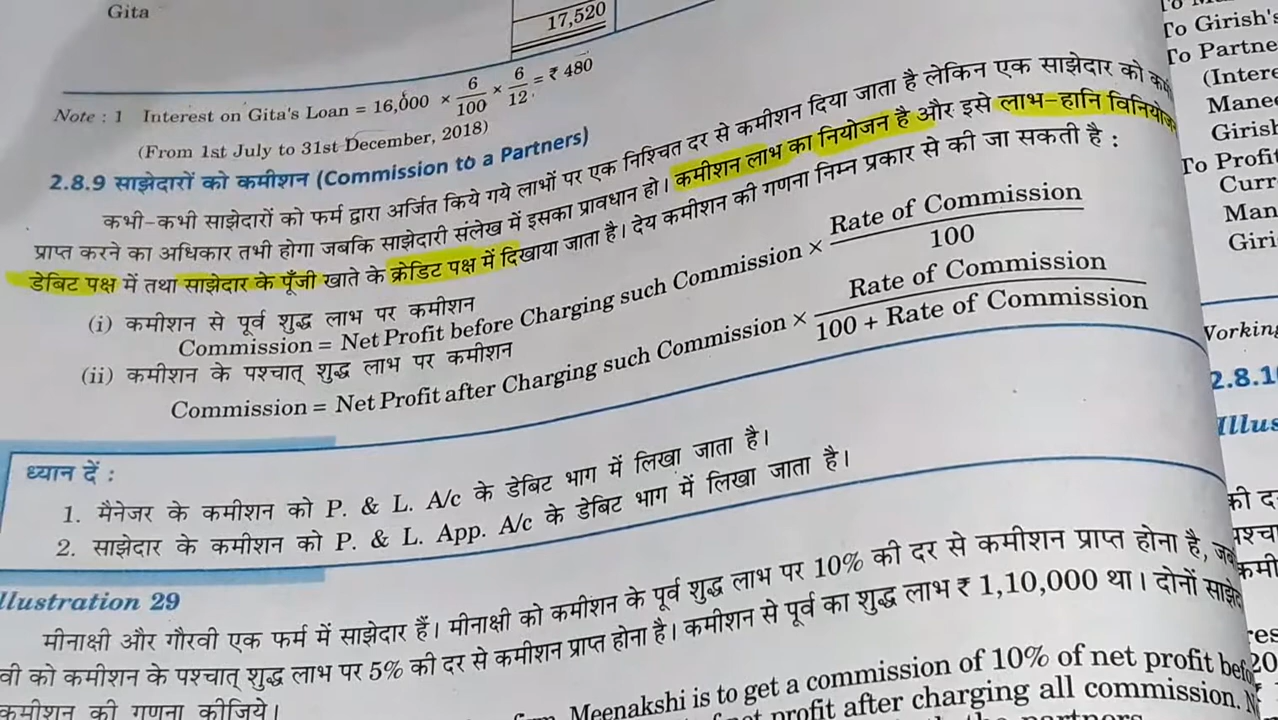 Gita
17,520
Note : 1 Interest on Gita's Loan = 16,000 × 6/100 × 6/12 = ₹ 480
(From 1st July to 31st December, 2018)
2.8.9 साझेदारों को कमीशन (Commission to a Partners)
कभी-कभी साझेदारों को फर्म द्वारा अर्जित किये गये लाभों पर एक निश्चित दर से कमीशन दिया जाता है लेकिन एक साझेदार को
प्राप्त करने का अधिकार तभी होगा जबकि साझेदारी संलेख में इसका प्रावधान हो। कमीशन लाभ का नियोजन है और इसे लाभ-हानि विनियोजन
डेबिट पक्ष में तथा साझेदार के पूँजी खाते के क्रेडिट पक्ष में दिखाया जाता है। देय कमीशन की गणना निम्न प्रकार से की जा सकती है :
(i) कमीशन से पूर्व शुद्ध लाभ पर कमीशन
Commission = Net Profit before Charging such Commission × Rate of Commission/100
(ii) कमीशन के पश्चात् शुद्ध लाभ पर कमीशन
Commission = Net Profit after Charging such Commission × Rate of Commission/100 + Rate of Commission
ध्यान दें :
1. मैनेजर के कमीशन को P. & L. A/c के डेबिट भाग में लिखा जाता है।
2. साझेदार के कमीशन को P. & L. App. A/c के डेबिट भाग में लिखा जाता है।
llustration 29
मीनाक्षी और गौरवी एक फर्म में साझेदार हैं। मीनाक्षी को कमीशन के पूर्व शुद्ध लाभ पर 10% की दर से कमीशन प्राप्त होना है,
वी को कमीशन के पश्चात् शुद्ध लाभ पर 5% की दर से कमीशन प्राप्त होना है। कमीशन से पूर्व का शुद्ध लाभ ₹ 1,10,000 था। दोनों
कमीशन की गणना कीजिये।
Meenakshi is to get a commission of 10% of net profit
profit after charging all commission.
To Girish's
To Partne
(Intere
Mane
Girish
To Profit
Curr
Man
Giri
Working
2.8.1
Illus
की द